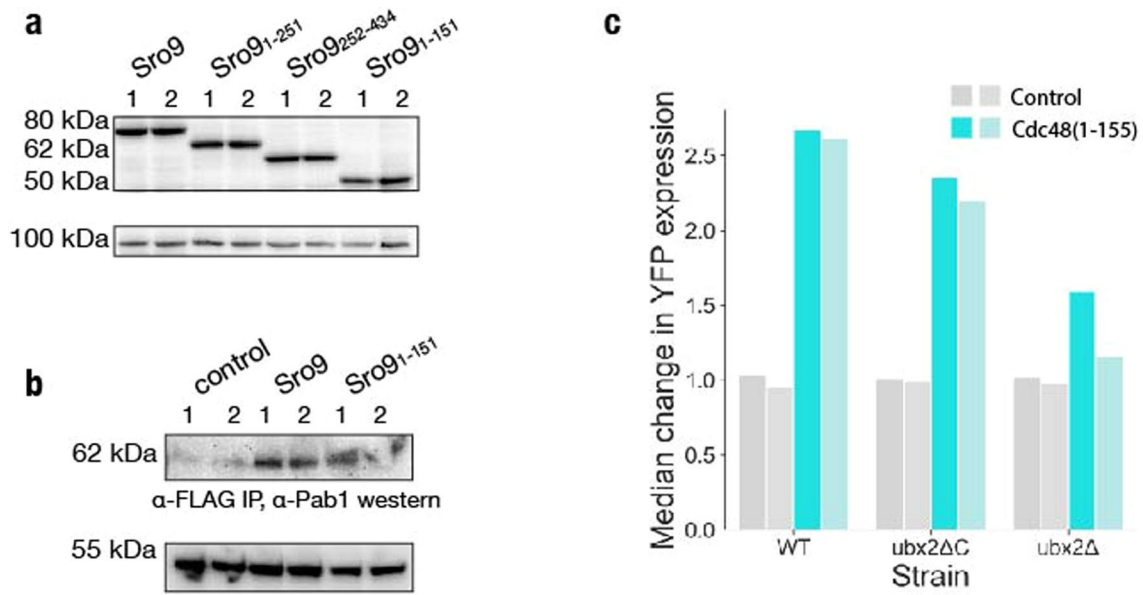 a
Sro9 Sro9₁₋₂₅₁ Sro9₂₅₂₋₄₃₄ Sro9₁₋₁₅₁
1 2 1 2 1 2 1 2
80 kDa
62 kDa
50 kDa
100 kDa
b
control Sro9 Sro9₁₋₁₅₁
1 2 1 2 1 2
62 kDa
α-FLAG IP, α-Pab1 western
55 kDa
c
Control
Cdc48(1-155)
Median change in YFP expression
2.5
2.0
1.5
1.0
0.5
0.0
WT ubx2ΔC ubx2Δ
Strain